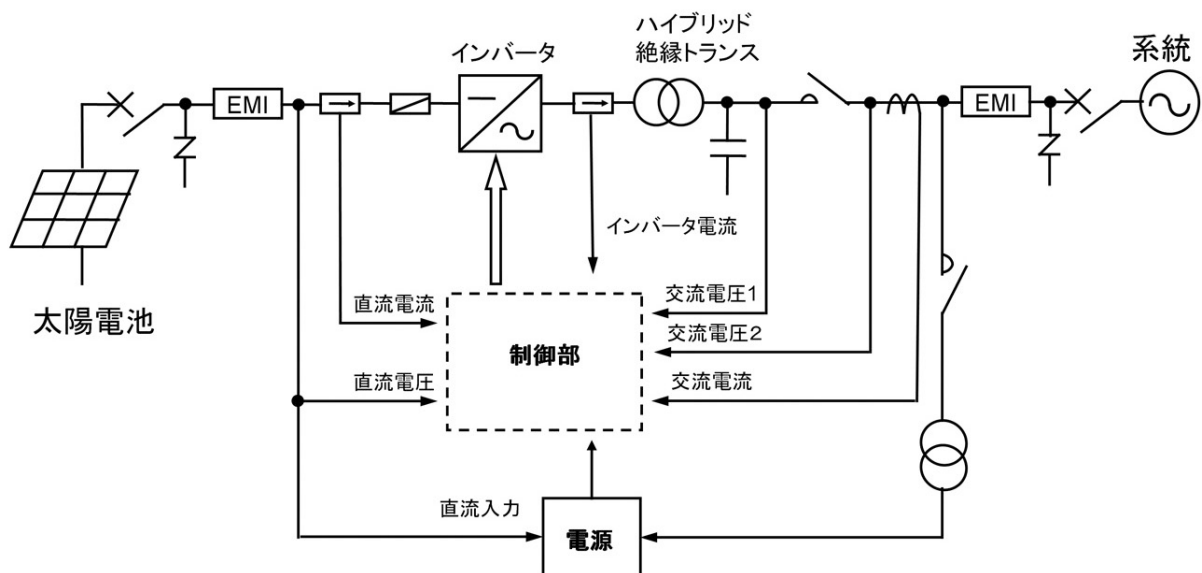 ハイブリッド
絶縁トランス
インバータ
系統
EMI
EMI
インバータ電流
太陽電池
直流電流
交流電圧1
交流電圧2
制御部
直流電圧
交流電流
直流入力
電源